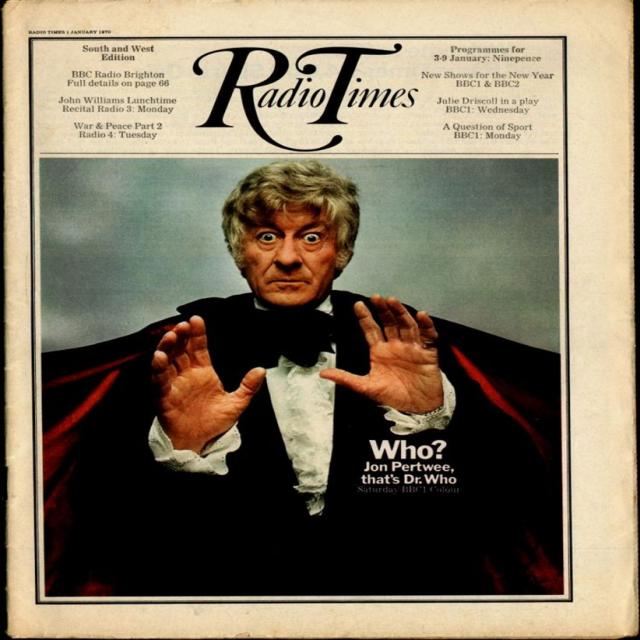 RADIO TIMES 1 JANUARY 1970
South and West
Edition
BBC Radio Brighton
Full details on page 66
John Williams Lunchtime
Recital Radio 3: Monday
War & Peace Part 2
Radio 4: Tuesday
Radio Times
Programmes for
3-9 January: Ninepence
New Shows for the New Year
BBC1 & BBC2
Julie Driscoll in a play
BBC1: Wednesday
A Question of Sport
BBC1: Monday
Who?
Jon Pertwee,
that's Dr. Who
Saturday BBC1 Colour